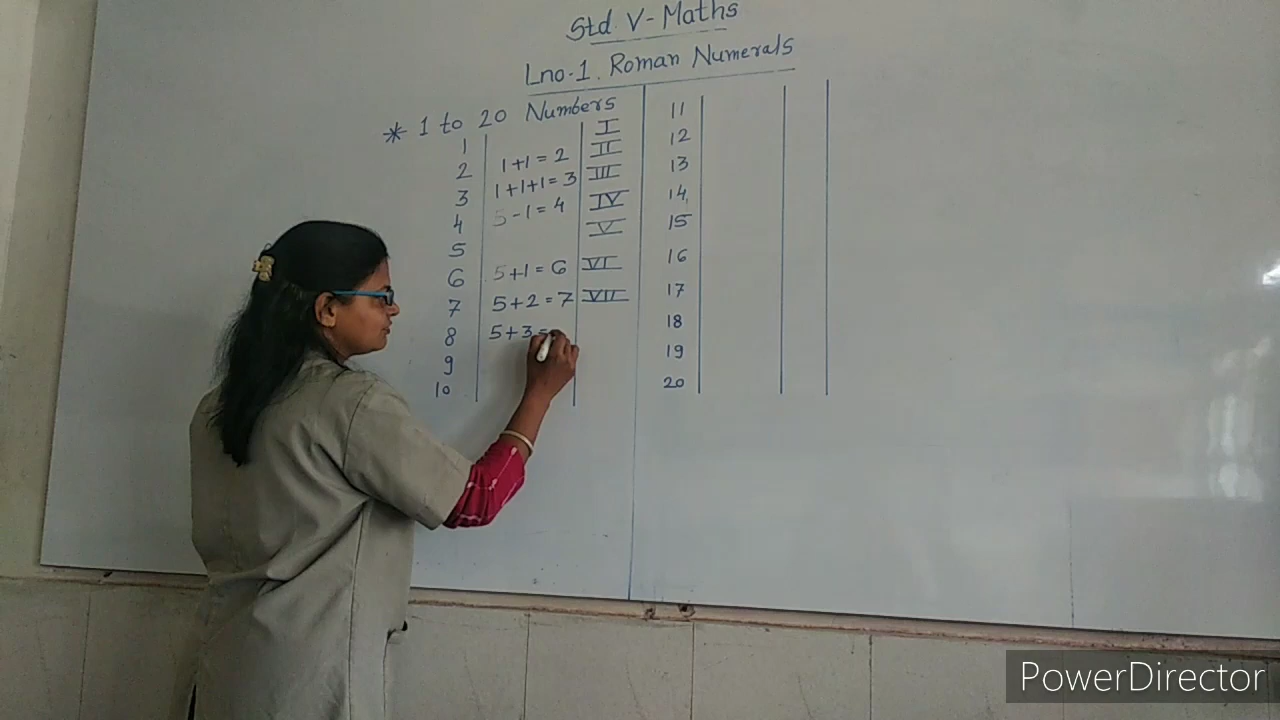 Std. V - Maths
Lno-1. Roman Numerals
* 1 to 20 Numbers
1 I
2 1+1=2 II
3 1+1+1=3 III
4 5-1=4 IV
5 V
6 5+1=6 VI
7 5+2=7 VII
8 5+3=
9
10
11
12
13
14
15
16
17
18
19
20
PowerDirector